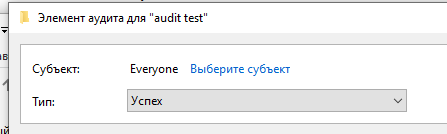 Элемент аудита для "audit test"
Субъект: Everyone Выберите субъект
Тип: Успех